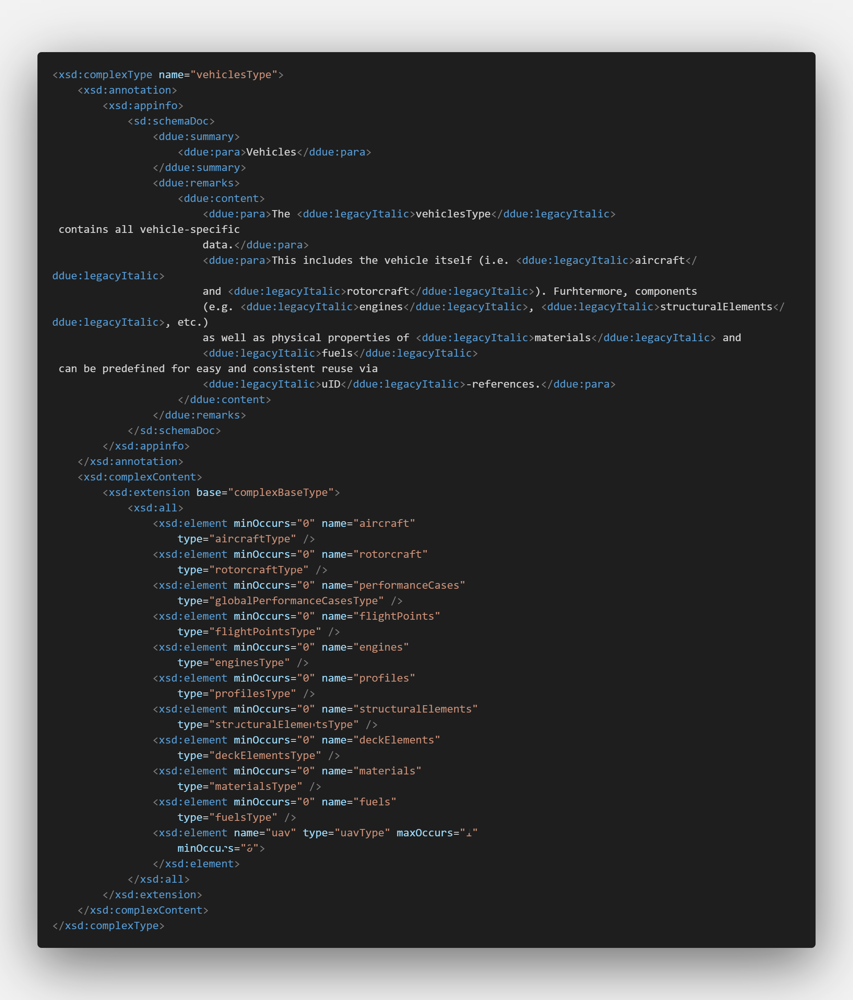 <xsd:complexType name="vehiclesType">
<xsd:annotation>
<xsd:appinfo>
<sd:schemaDoc>
<ddue:summary>
<ddue:para>Vehicles</ddue:para>
</ddue:summary>
<ddue:remarks>
<ddue:content>
<ddue:para>The <ddue:legacyItalic>vehiclesType</ddue:legacyItalic>
contains all vehicle-specific
data.</ddue:para>
<ddue:para>This includes the vehicle itself (i.e. <ddue:legacyItalic>aircraft</
ddue:legacyItalic>
and <ddue:legacyItalic>rotorcraft</ddue:legacyItalic>). Furhtermore, components
(e.g. <ddue:legacyItalic>engines</ddue:legacyItalic>, <ddue:legacyItalic>structuralElements</
ddue:legacyItalic>, etc.)
as well as physical properties of <ddue:legacyItalic>materials</ddue:legacyItalic> and
<ddue:legacyItalic>fuels</ddue:legacyItalic>
can be predefined for easy and consistent reuse via
<ddue:legacyItalic>uID</ddue:legacyItalic>-references.</ddue:para>
</ddue:content>
</ddue:remarks>
</sd:schemaDoc>
</xsd:appinfo>
</xsd:annotation>
<xsd:complexContent>
<xsd:extension base="complexBaseType">
<xsd:all>
<xsd:element minOccurs="0" name="aircraft"
type="aircraftType" />
<xsd:element minOccurs="0" name="rotorcraft"
type="rotorcraftType" />
<xsd:element minOccurs="0" name="performanceCases"
type="globalPerformanceCasesType" />
<xsd:element minOccurs="0" name="flightPoints"
type="flightPointsType" />
<xsd:element minOccurs="0" name="engines"
type="enginesType" />
<xsd:element minOccurs="0" name="profiles"
type="profilesType" />
<xsd:element minOccurs="0" name="structuralElements"
type="structuralElementsType" />
<xsd:element minOccurs="0" name="deckElements"
type="deckElementsType" />
<xsd:element minOccurs="0" name="materials"
type="materialsType" />
<xsd:element minOccurs="0" name="fuels"
type="fuelsType" />
<xsd:element name="uav" type="uavType" maxOccurs="1"
minOccurs="0">
</xsd:element>
</xsd:all>
</xsd:extension>
</xsd:complexContent>
</xsd:complexType>